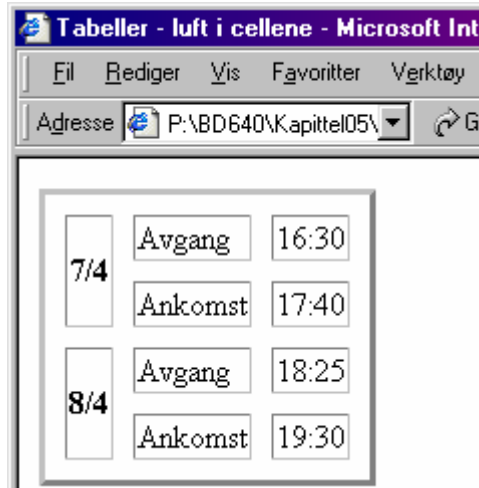 Tabeller - luft i cellene - Microsoft Int
Fil Rediger Vis Favoritter Verktøy
Adresse P:\BD640\Kapittel05\ G
7/4 Avgang 16:30
Ankomst 17:40
8/4 Avgang 18:25
Ankomst 19:30